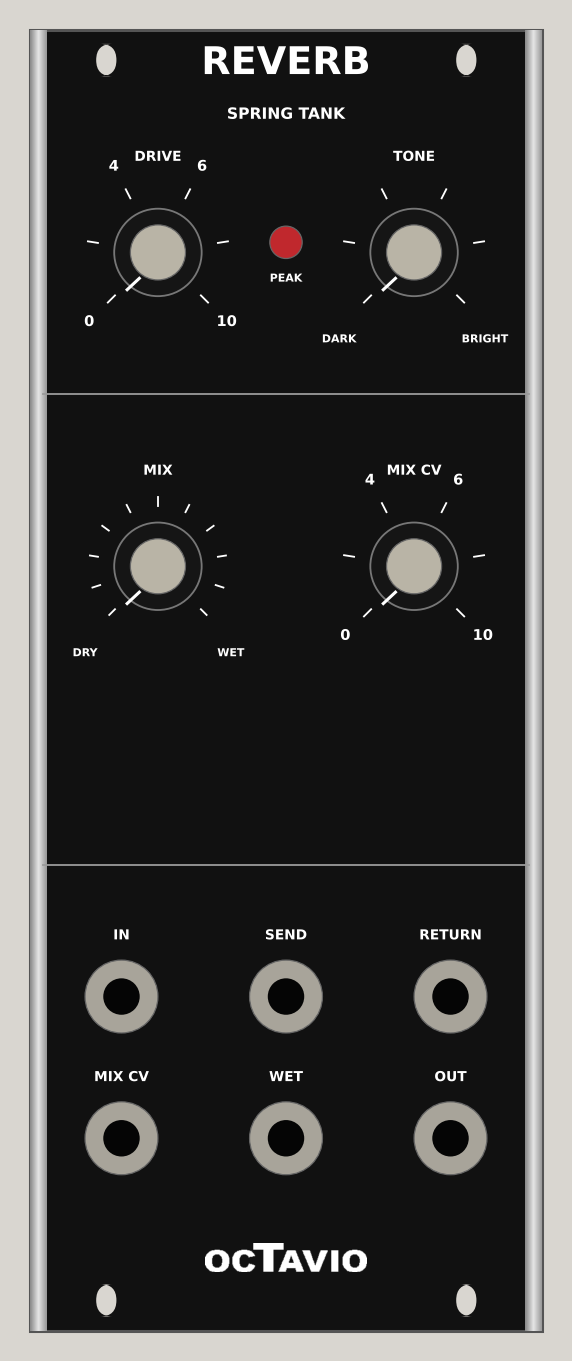 REVERB
SPRING TANK
DRIVE
TONE
4 6
PEAK
0 10
DARK BRIGHT
MIX
MIX CV
4 6
0 10
DRY WET
IN SEND RETURN
MIX CV WET OUT
OCTAVIO